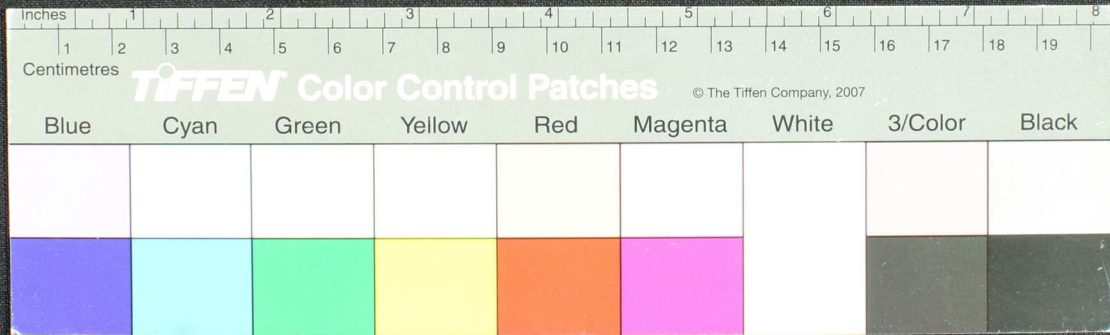 Inches 1 2 3 4 5 6 7 8
1 2 3 4 5 6 7 8 9 10 11 12 13 14 15 16 17 18 19
Centimetres
TIFFEN Color Control Patches © The Tiffen Company, 2007
Blue Cyan Green Yellow Red Magenta White 3/Color Black